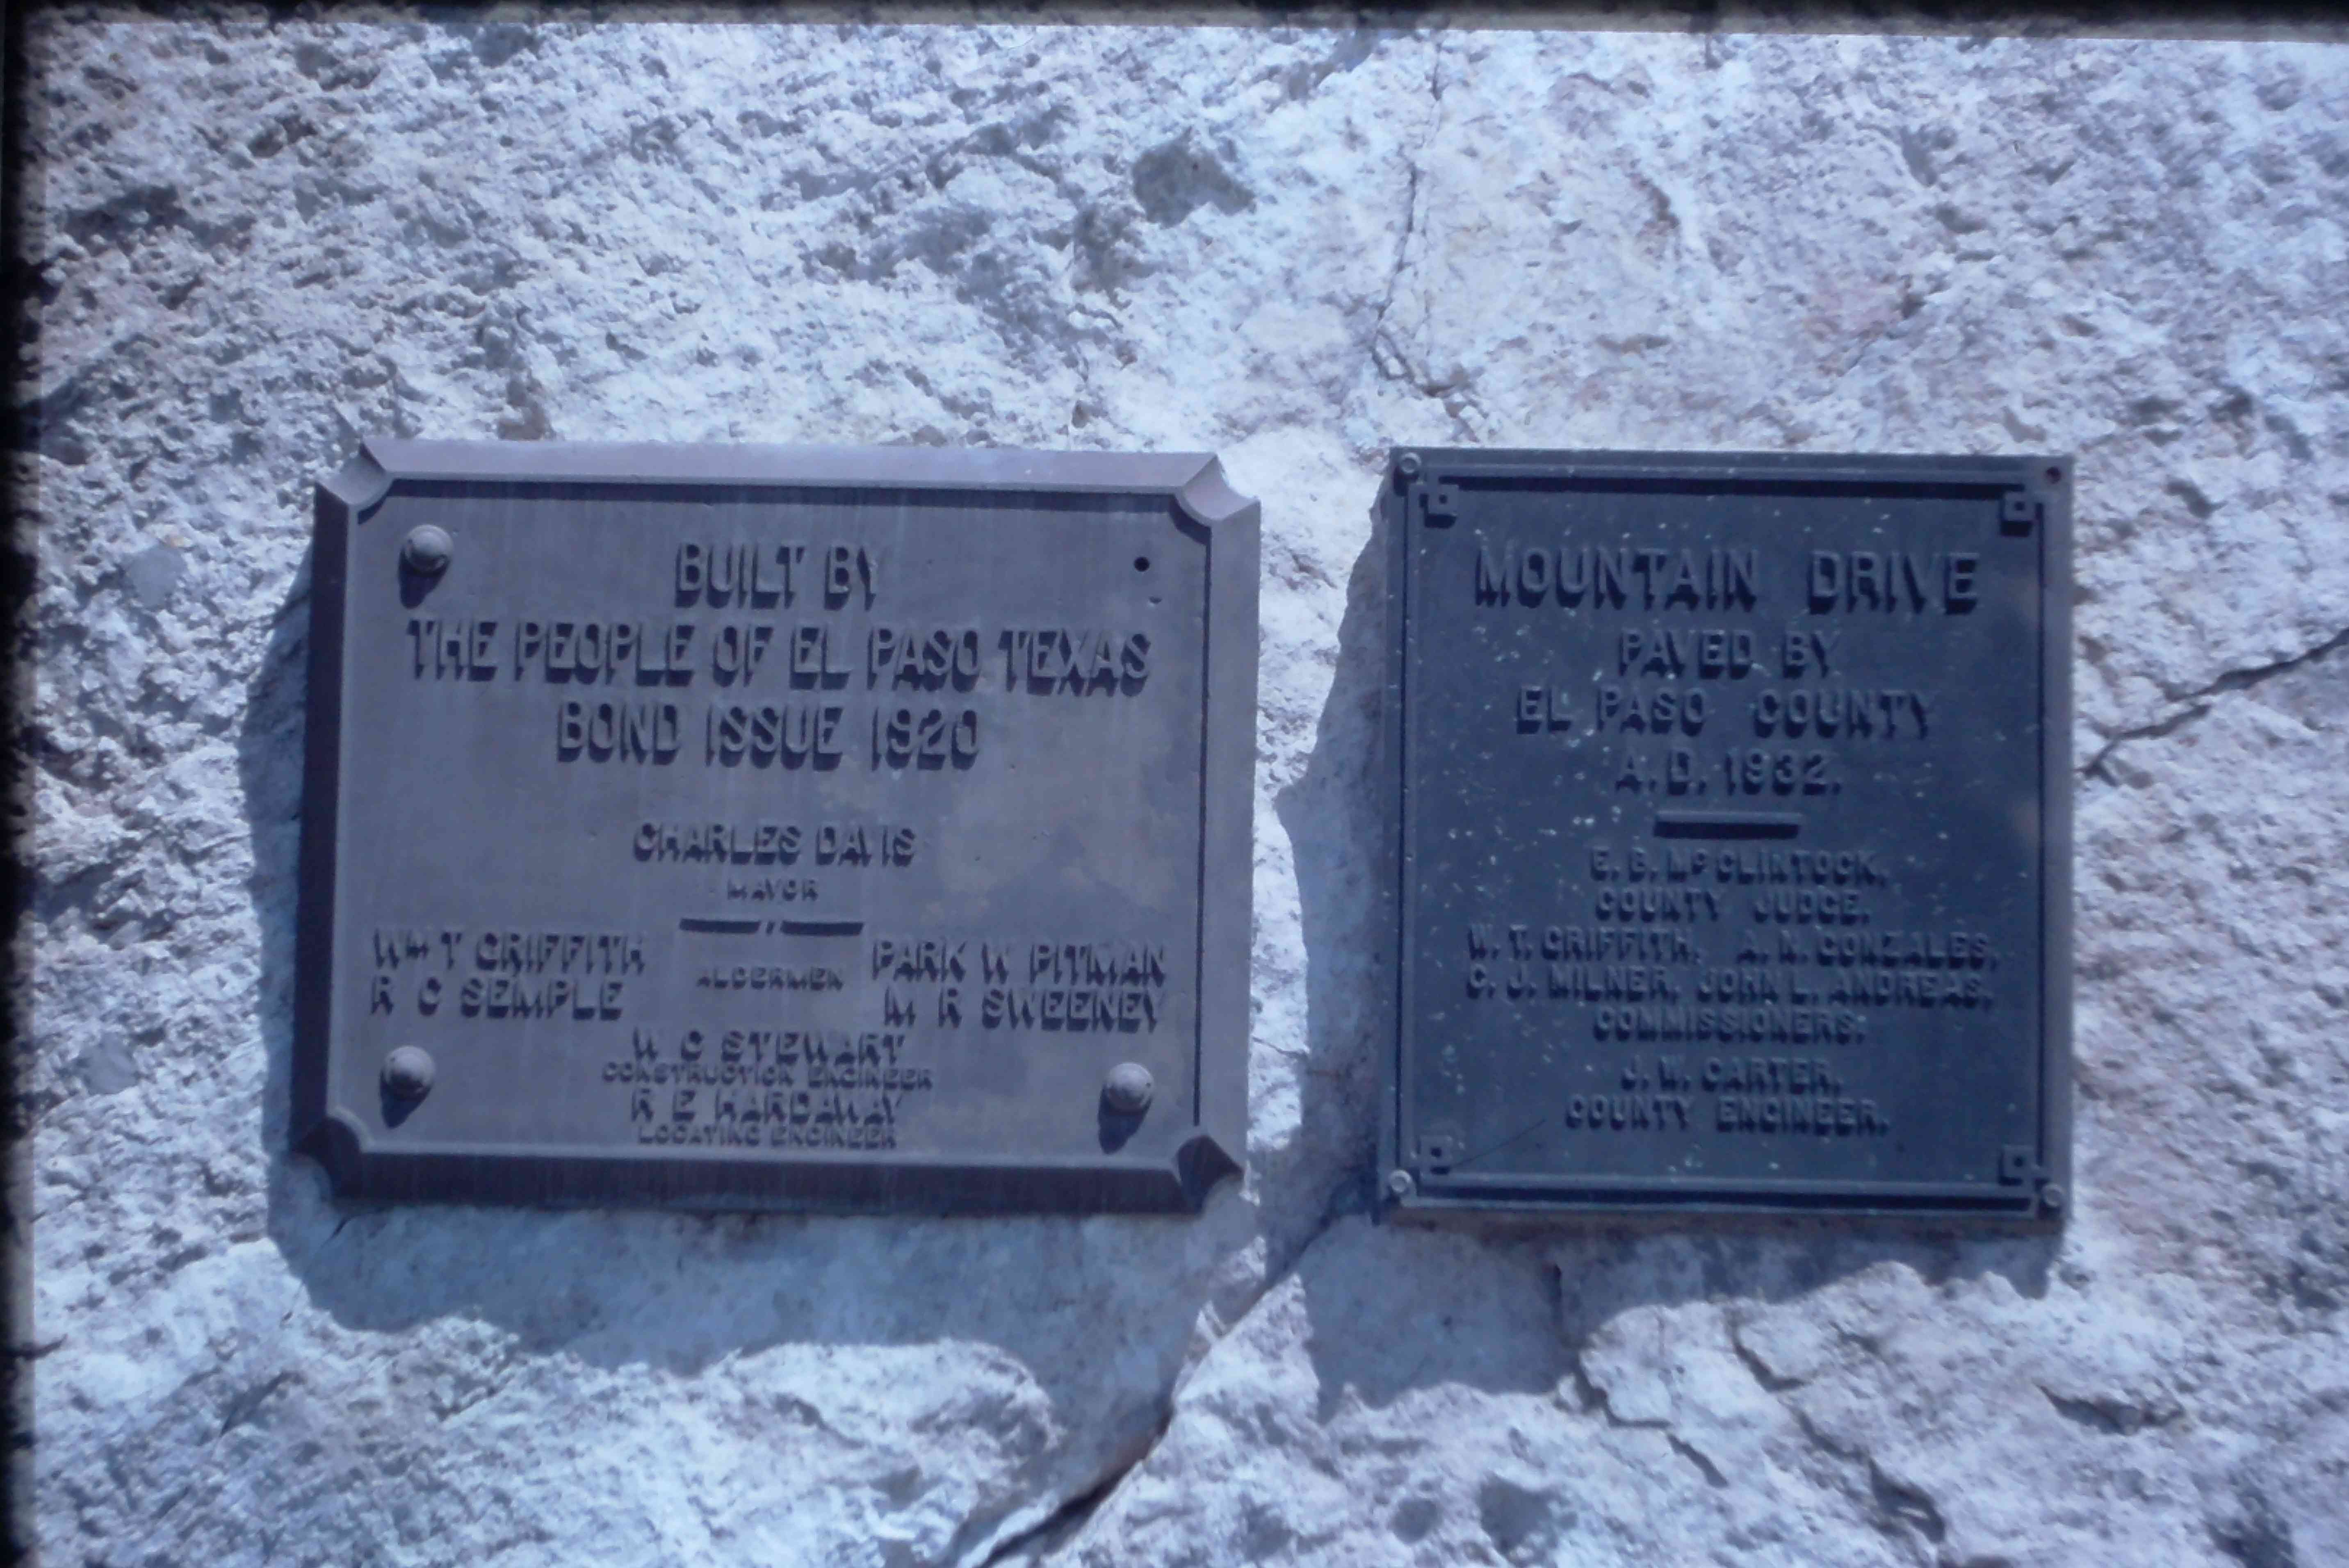 BUILT BY
THE PEOPLE OF EL PASO TEXAS
BOND ISSUE 1920
CHARLES DAVIS
MAYOR
Wm T GRIFFITH
R C SEMPLE
ALDERMEN
PARK W PITMAN
M R SWEENEY
W C STEWART
CONSTRUCTION ENGINEER
R E HARDAWAY
LOCATING ENGINEER
MOUNTAIN DRIVE
PAVED BY
EL PASO COUNTY
A.D. 1932.
E. B. McCLINTOCK,
COUNTY JUDGE.
W. T. GRIFFITH, A. N. GONZALES,
C. J. MILNER, JOHN L. ANDREAS,
COMMISSIONERS;
J. W. CARTER,
COUNTY ENGINEER.